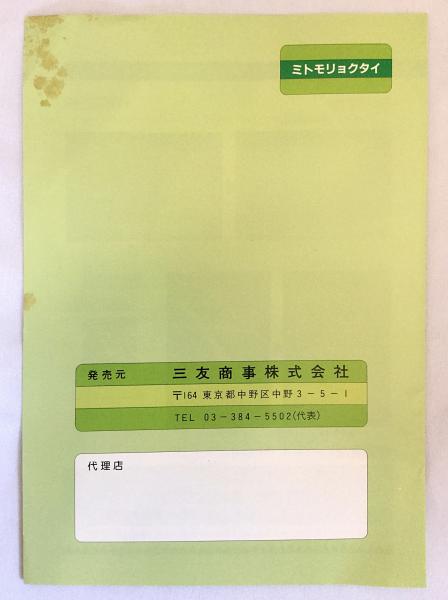 ミトモリョクタイ
発売元 三友商事株式会社
〒164 東京都中野区中野3-5-1
TEL 03-384-5502(代表)
代理店